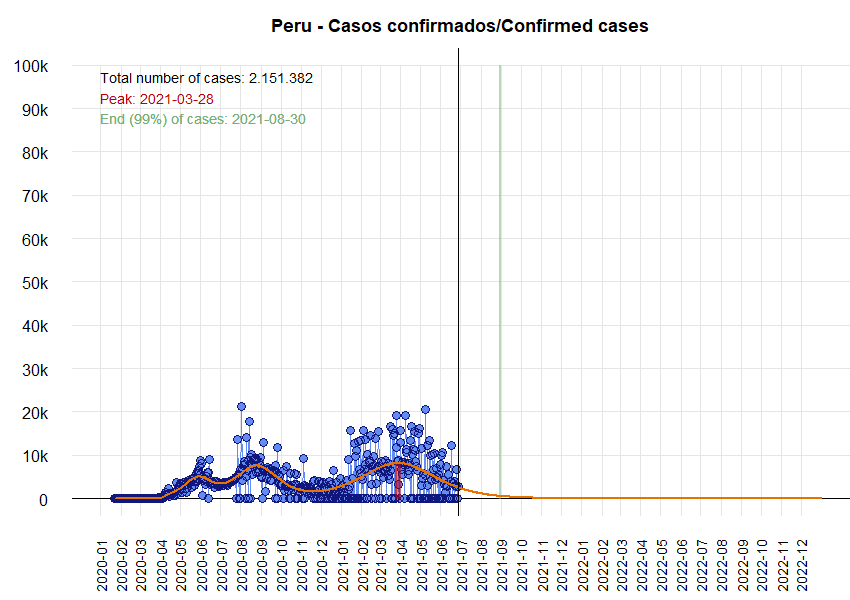 Peru - Casos confirmados/Confirmed cases
100k
90k
80k
70k
60k
50k
40k
30k
20k
10k
0
Total number of cases: 2.151.382
Peak: 2021-03-28
End (99%) of cases: 2021-08-30
2020-01
2020-02
2020-03
2020-04
2020-05
2020-06
2020-07
2020-08
2020-09
2020-10
2020-11
2020-12
2021-01
2021-02
2021-03
2021-04
2021-05
2021-06
2021-07
2021-08
2021-09
2021-10
2021-11
2021-12
2022-01
2022-02
2022-03
2022-04
2022-05
2022-06
2022-07
2022-08
2022-09
2022-10
2022-11
2022-12